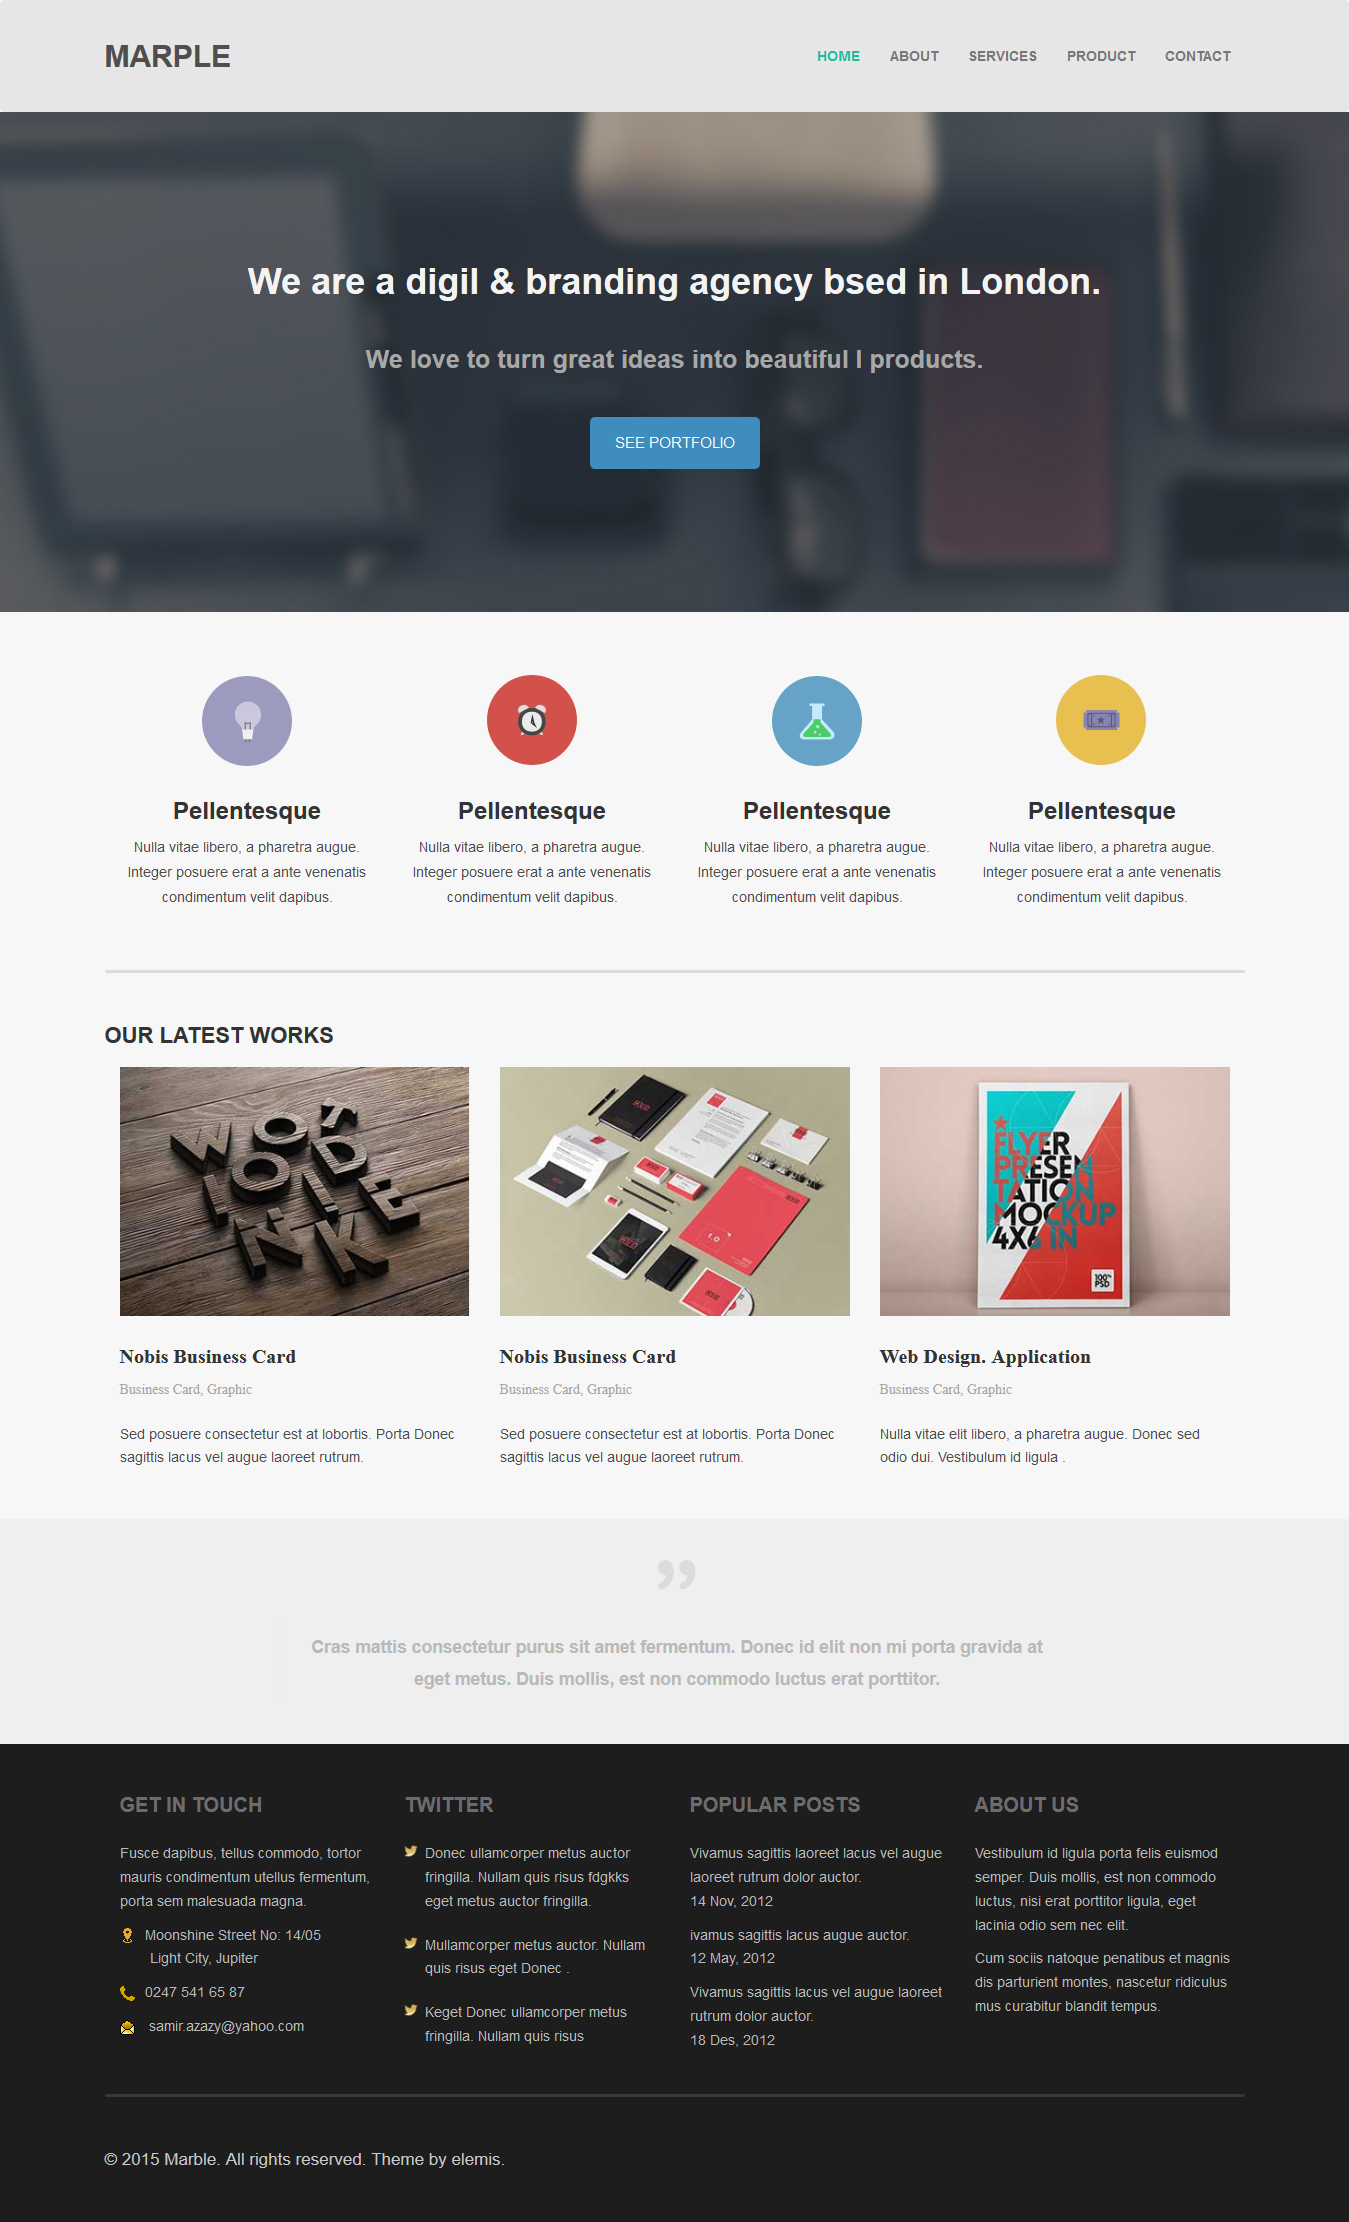 MARPLE
HOME ABOUT SERVICES PRODUCT CONTACT
We are a digil & branding agency bsed in London.
We love to turn great ideas into beautiful l products.
SEE PORTFOLIO
Pellentesque
Nulla vitae libero, a pharetra augue.
Integer posuere erat a ante venenatis
condimentum velit dapibus.
Pellentesque
Nulla vitae libero, a pharetra augue.
Integer posuere erat a ante venenatis
condimentum velit dapibus.
Pellentesque
Nulla vitae libero, a pharetra augue.
Integer posuere erat a ante venenatis
condimentum velit dapibus.
Pellentesque
Nulla vitae libero, a pharetra augue.
Integer posuere erat a ante venenatis
condimentum velit dapibus.
OUR LATEST WORKS
FLYER
PRESEN
TATION
MOCKUP
4X6 IN
100%
PSD
Nobis Business Card
Business Card, Graphic
Sed posuere consectetur est at lobortis. Porta Donec
sagittis lacus vel augue laoreet rutrum.
Nobis Business Card
Business Card, Graphic
Sed posuere consectetur est at lobortis. Porta Donec
sagittis lacus vel augue laoreet rutrum.
Web Design. Application
Business Card, Graphic
Nulla vitae elit libero, a pharetra augue. Donec sed
odio dui. Vestibulum id ligula .
”
Cras mattis consectetur purus sit amet fermentum. Donec id elit non mi porta gravida at
eget metus. Duis mollis, est non commodo luctus erat porttitor.
GET IN TOUCH
Fusce dapibus, tellus commodo, tortor
mauris condimentum utellus fermentum,
porta sem malesuada magna.
Moonshine Street No: 14/05
Light City, Jupiter
0247 541 65 87
samir.azazy@yahoo.com
TWITTER
Donec ullamcorper metus auctor
fringilla. Nullam quis risus fdgkks
eget metus auctor fringilla.
Mullamcorper metus auctor. Nullam
quis risus eget Donec .
Keget Donec ullamcorper metus
fringilla. Nullam quis risus
POPULAR POSTS
Vivamus sagittis laoreet lacus vel augue
laoreet rutrum dolor auctor.
14 Nov, 2012
ivamus sagittis lacus augue auctor.
12 May, 2012
Vivamus sagittis lacus vel augue laoreet
rutrum dolor auctor.
18 Des, 2012
ABOUT US
Vestibulum id ligula porta felis euismod
semper. Duis mollis, est non commodo
luctus, nisi erat porttitor ligula, eget
lacinia odio sem nec elit.
Cum sociis natoque penatibus et magnis
dis parturient montes, nascetur ridiculus
mus curabitur blandit tempus.
© 2015 Marble. All rights reserved. Theme by elemis.